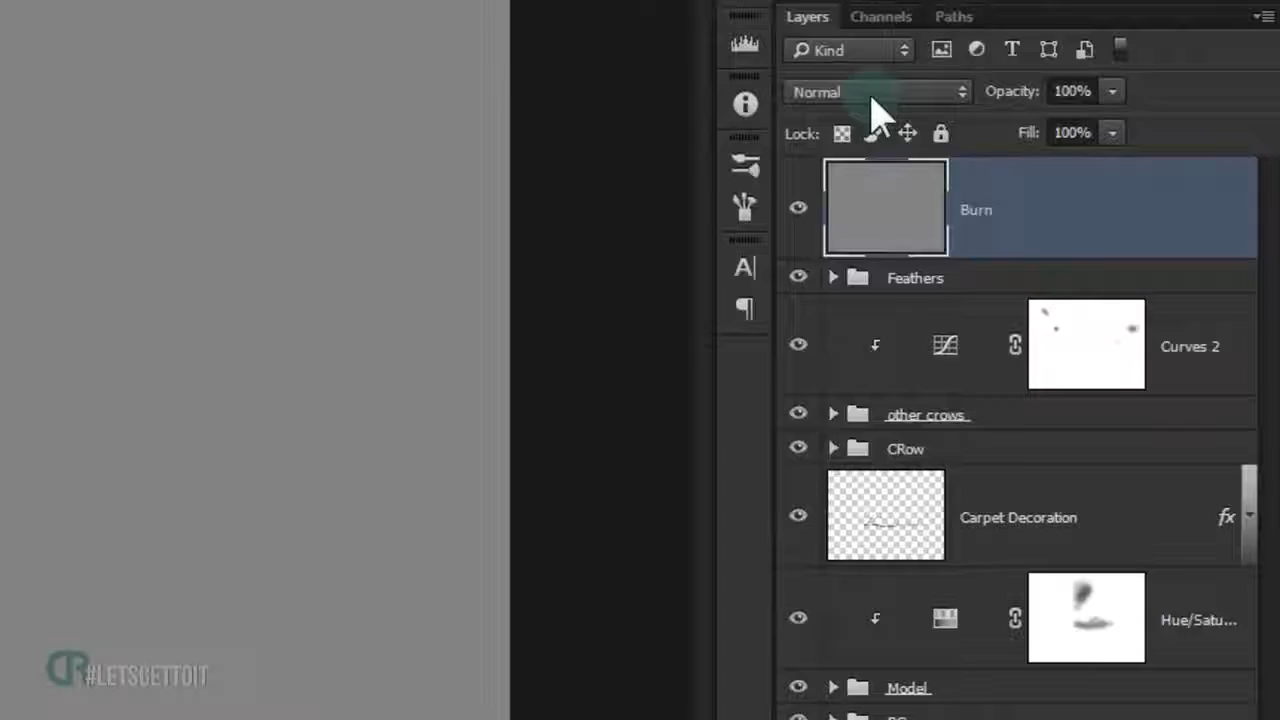 Layers Channels Paths
Kind
Normal Opacity: 100%
Lock: Fill: 100%
Burn
Feathers
Curves 2
other crows
CRow
Carpet Decoration fx
Hue/Satu...
Model
#LETSGETTOIT